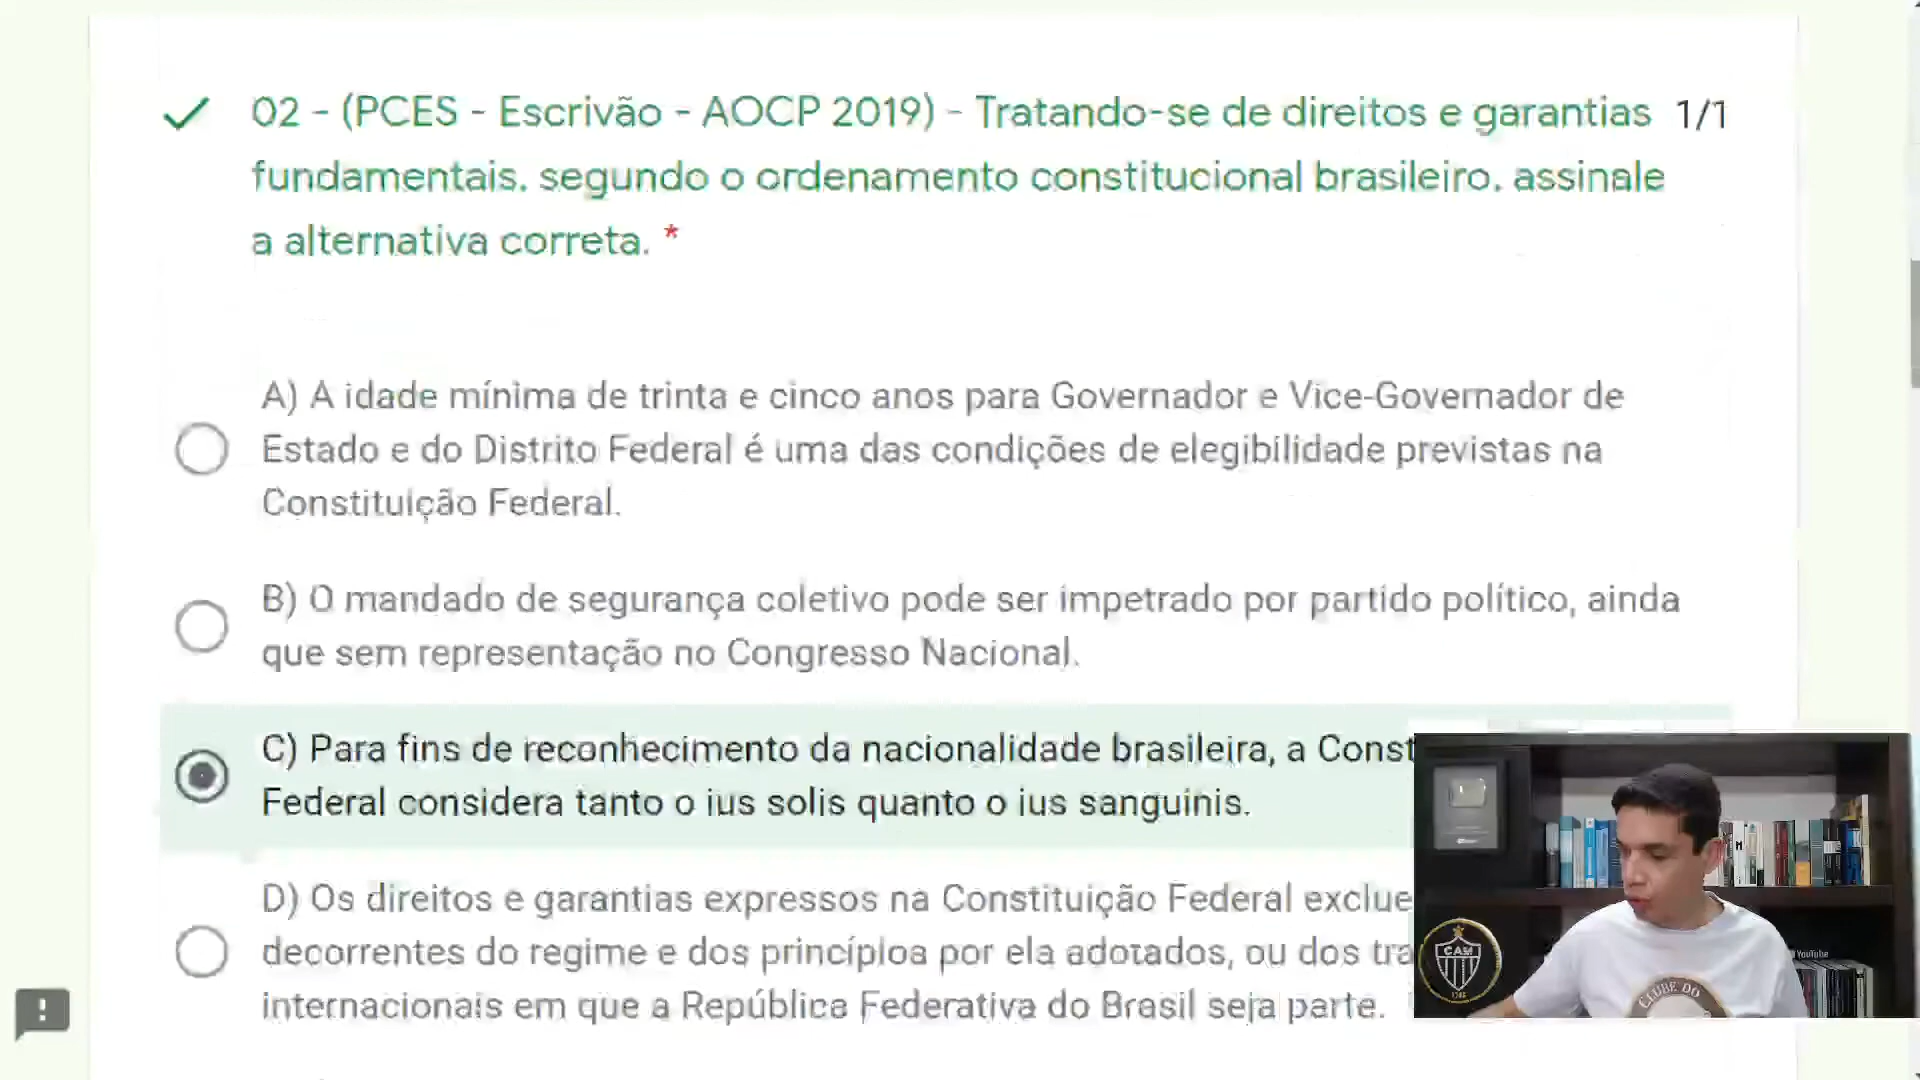 02 - (PCES - Escrivão - AOCP 2019) - Tratando-se de direitos e garantias 1/1
fundamentais. segundo o ordenamento constitucional brasileiro. assinale
a alternativa correta. *
A) A idade mínima de trinta e cinco anos para Governador e Vice-Governador de
Estado e do Distrito Federal é uma das condições de elegibilidade previstas na
Constituição Federal.
B) O mandado de segurança coletivo pode ser impetrado por partido político, ainda
que sem representação no Congresso Nacional.
C) Para fins de reconhecimento da nacionalidade brasileira, a Const
Federal considera tanto o ius solis quanto o ius sanguinis.
D) Os direitos e garantias expressos na Constituição Federal exclue
decorrentes do regime e dos princípios por ela adotados, ou dos tra
internacionais em que a República Federativa do Brasil seja parte.
CAM
YouTube
CLUBE DO